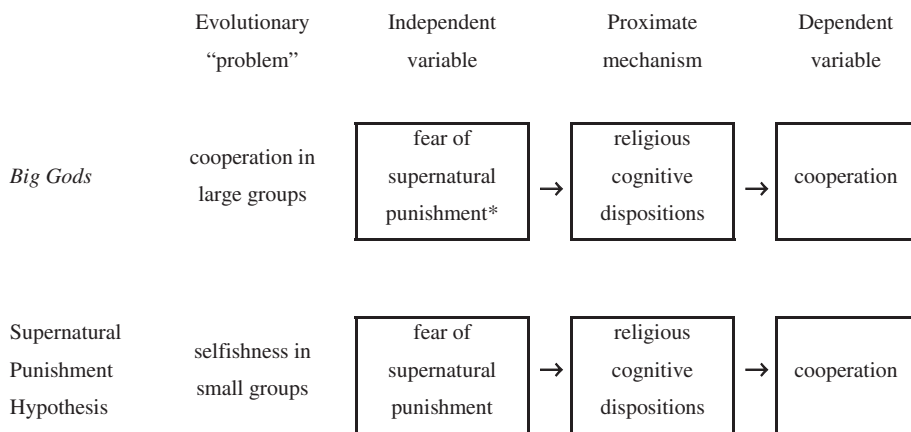 Evolutionary
“problem”
Independent
variable
Proximate
mechanism
Dependent
variable
Big Gods
cooperation in
large groups
fear of
supernatural
punishment*
→
religious
cognitive
dispositions
→
cooperation
Supernatural
Punishment
Hypothesis
selfishness in
small groups
fear of
supernatural
punishment
→
religious
cognitive
dispositions
→
cooperation